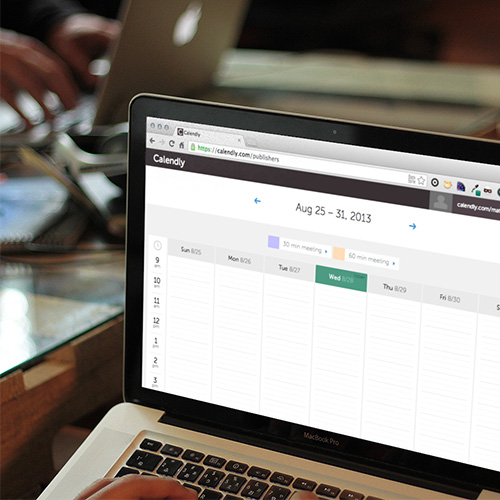 Calendly
https://calendly.com/publishers
Calendly
calendly.com/mat
Aug 25 – 31, 2013
30 min meeting
60 min meeting
Sun 8/25
Mon 8/26
Tue 8/27
Wed 8/28
Thu 8/29
Fri 8/30
S
9
am
10
am
11
am
12
pm
1
pm
2
pm
3
pm
MacBook Pro